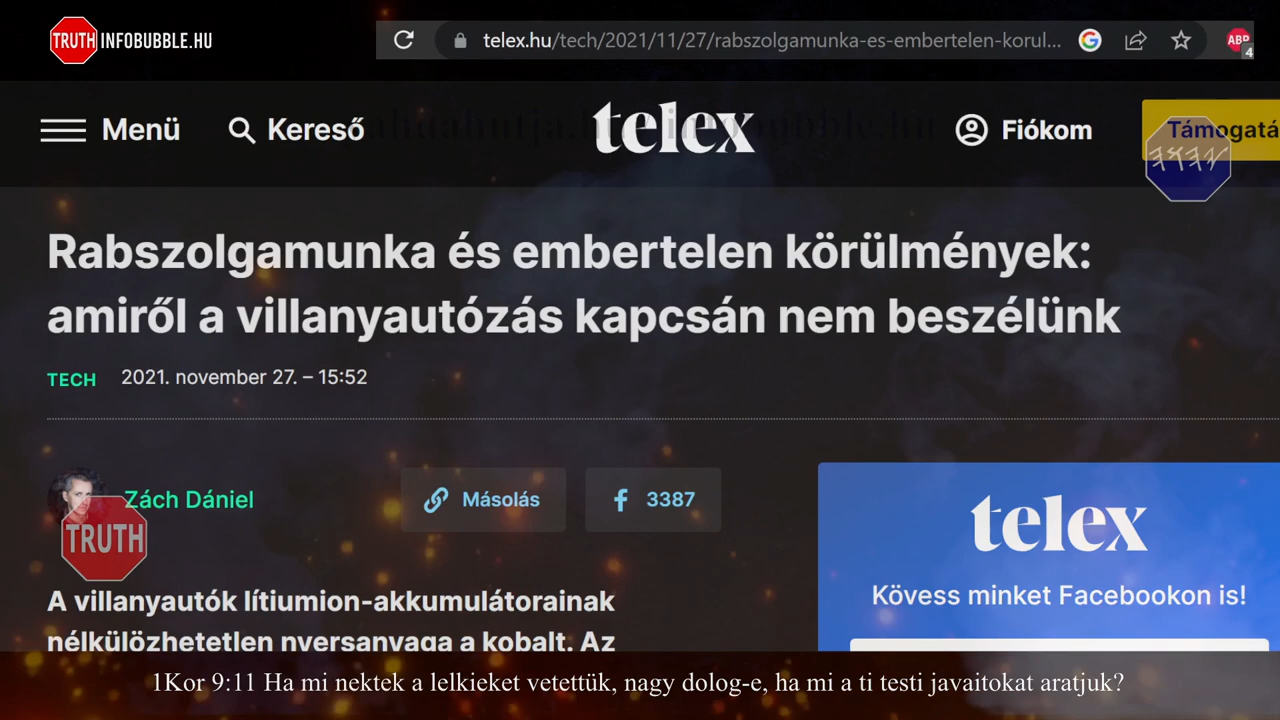 TRUTH INFOBUBBLE.HU
telex.hu/tech/2021/11/27/rabszolgamunka-es-embertelen-korul...
ABP
4
Menü
Kereső
telex
Fiókom
Támogatá
Rabszolgamunka és embertelen körülmények:
amiről a villanyautózás kapcsán nem beszélünk
TECH 2021. november 27. – 15:52
Zách Dániel
Másolás
3387
TRUTH
telex
Kövess minket Facebookon is!
A villanyautók lítiumion-akkumulátorainak
nélkülözhetetlen nyersanyaga a kobalt. Az
1Kor 9:11 Ha mi nektek a lelkieket vetettük, nagy dolog-e, ha mi a ti testi javaitokat aratjuk?